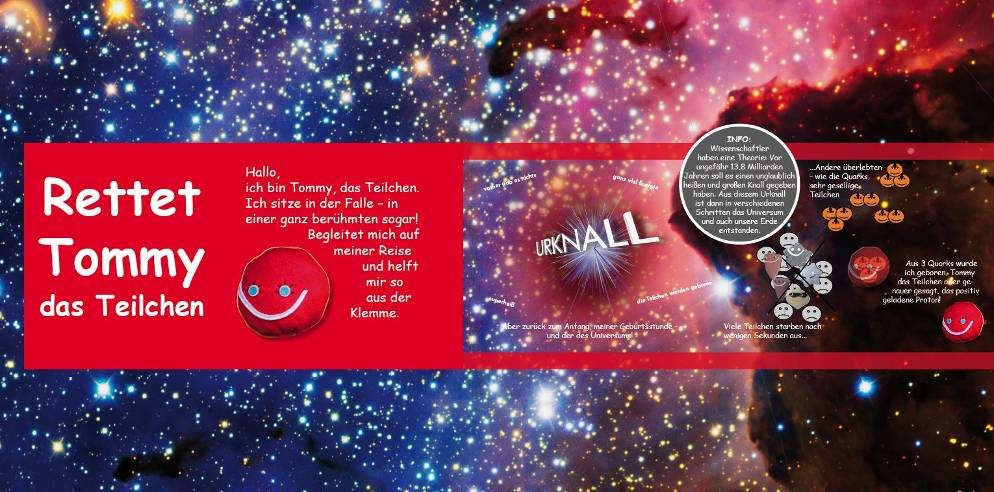 Rettet
Tommy
das Teilchen
Hallo,
ich bin Tommy, das Teilchen.
Ich sitze in der Falle – in
einer ganz berühmten sogar!
Begleitet mich auf
meiner Reise
und helft
mir so
aus der
Klemme.
vorher gab es nichts
ganz viel Energie
URKNALL
superheiß
die Teilchen werden geboren
Aber zurück zum Anfang, meiner Geburtsstunde –
und der des Universums!
INFO:
Wissenschaftler
haben eine Theorie: Vor
ungefähr 13,8 Milliarden
Jahren soll es einen unglaublich
heißen und großen Knall gegeben
haben. Aus diesem Urknall
ist dann in verschiedenen
Schritten das Universum
und auch unsere Erde
entstanden.
...Andere überlebten
– wie die Quarks,
sehr gesellige
Teilchen
Viele Teilchen starben nach
wenigen Sekunden aus...
Aus 3 Quarks wurde
ich geboren, Tommy
das Teilchen oder ge-
nauer gesagt, das positiv
geladene Proton!